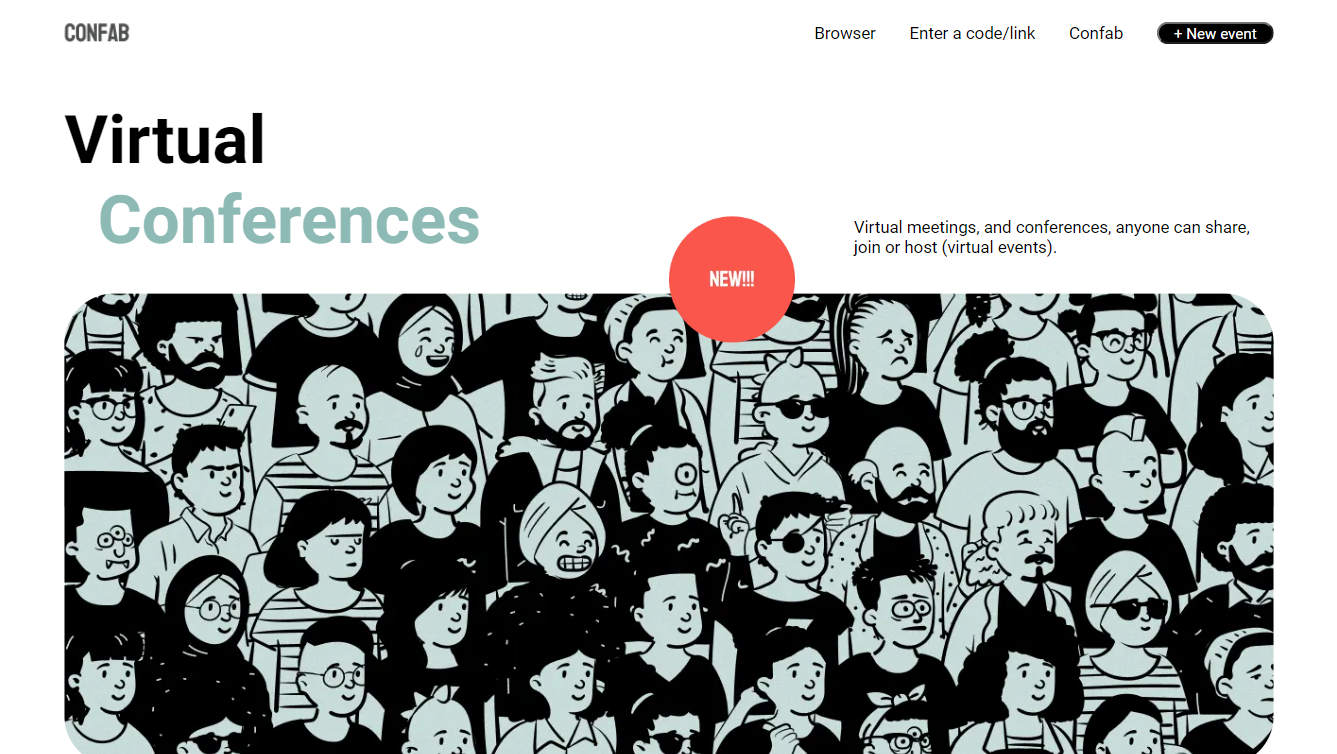 CONFAB
Browser
Enter a code/link
Confab
+ New event
Virtual
Conferences
NEW!!!
Virtual meetings, and conferences, anyone can share,
join or host (virtual events).